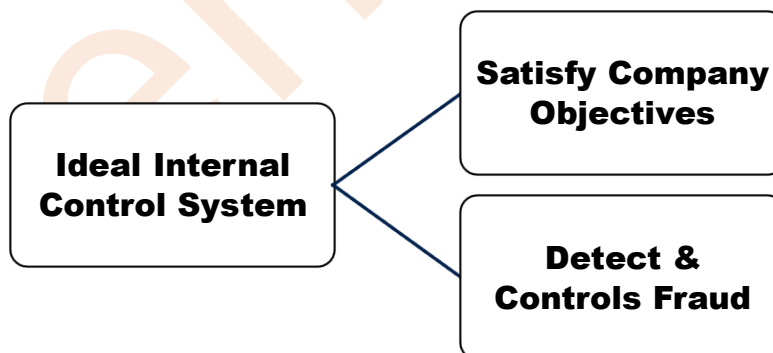 Ideal Internal
Control System
Satisfy Company
Objectives
Detect &
Controls Fraud